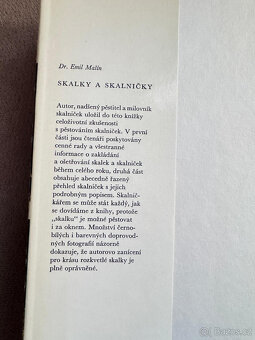 Dr. Emil Malín
SKALKY A SKALNIČKY
Autor, nadšený pěstitel a milovník
skalniček uložil do této knížky
celoživotní zkušenosti
s pěstováním skalniček. V první
části jsou čtenáři poskytovány
cenné rady a všestranné
informace o zakládání
a ošetřování skalek a skalniček
během celého roku, druhá část
obsahuje abecedně řazený
přehled skalniček s jejich
podrobným popisem. Skalnič-
kářem se může stát každý, jak
se dovídáme z knihy, protože
„skalku" je možné pěstovat
i za oknem. Množství černo-
bílých i barevných doprovod-
ných fotografií názorně
dokazuje, že autorovo zanícení
pro krásu rozkvetlé skalky je
plně oprávněné.